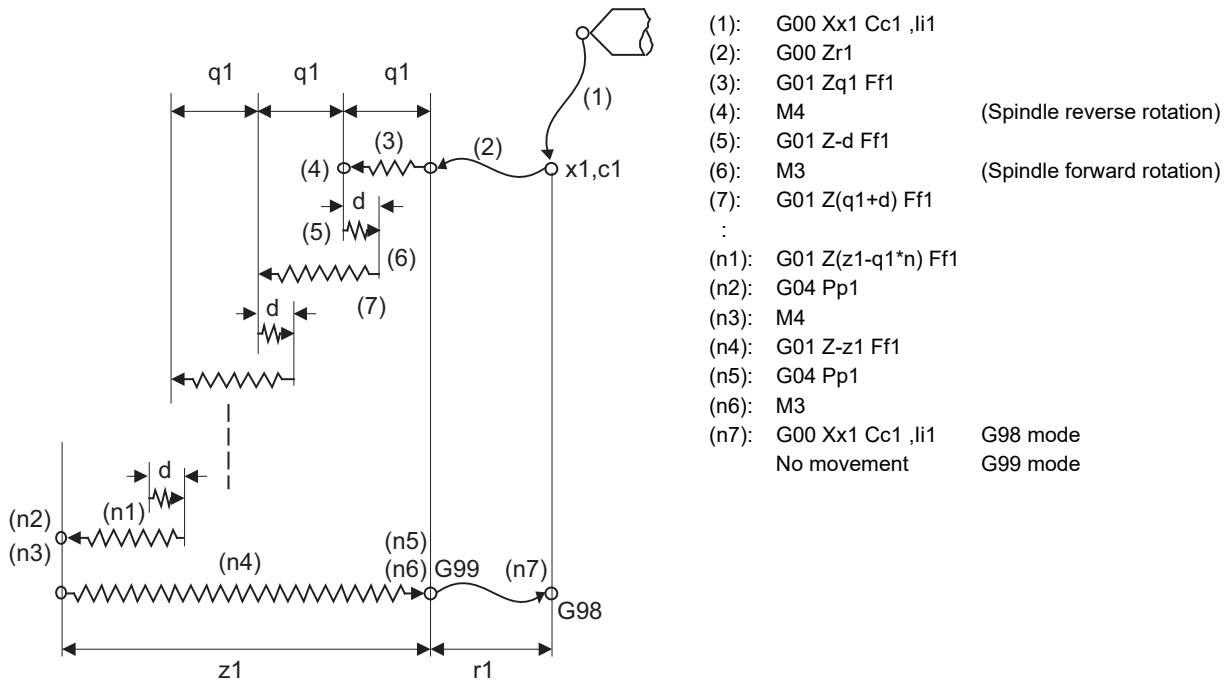 q1 q1 q1
(1)
(3)
(2)
(4)
x1,c1
d
(5)
(6)
(7)
d
d
(n1)
(n2)
(n3)
(n4)
(n5)
(n6) G99
(n7)
G98
z1
r1
(1): G00 Xx1 Cc1 ,Ii1
(2): G00 Zr1
(3): G01 Zq1 Ff1
(4): M4 (Spindle reverse rotation)
(5): G01 Z-d Ff1
(6): M3 (Spindle forward rotation)
(7): G01 Z(q1+d) Ff1
:
(n1): G01 Z(z1-q1*n) Ff1
(n2): G04 Pp1
(n3): M4
(n4): G01 Z-z1 Ff1
(n5): G04 Pp1
(n6): M3
(n7): G00 Xx1 Cc1 ,Ii1 G98 mode
No movement G99 mode